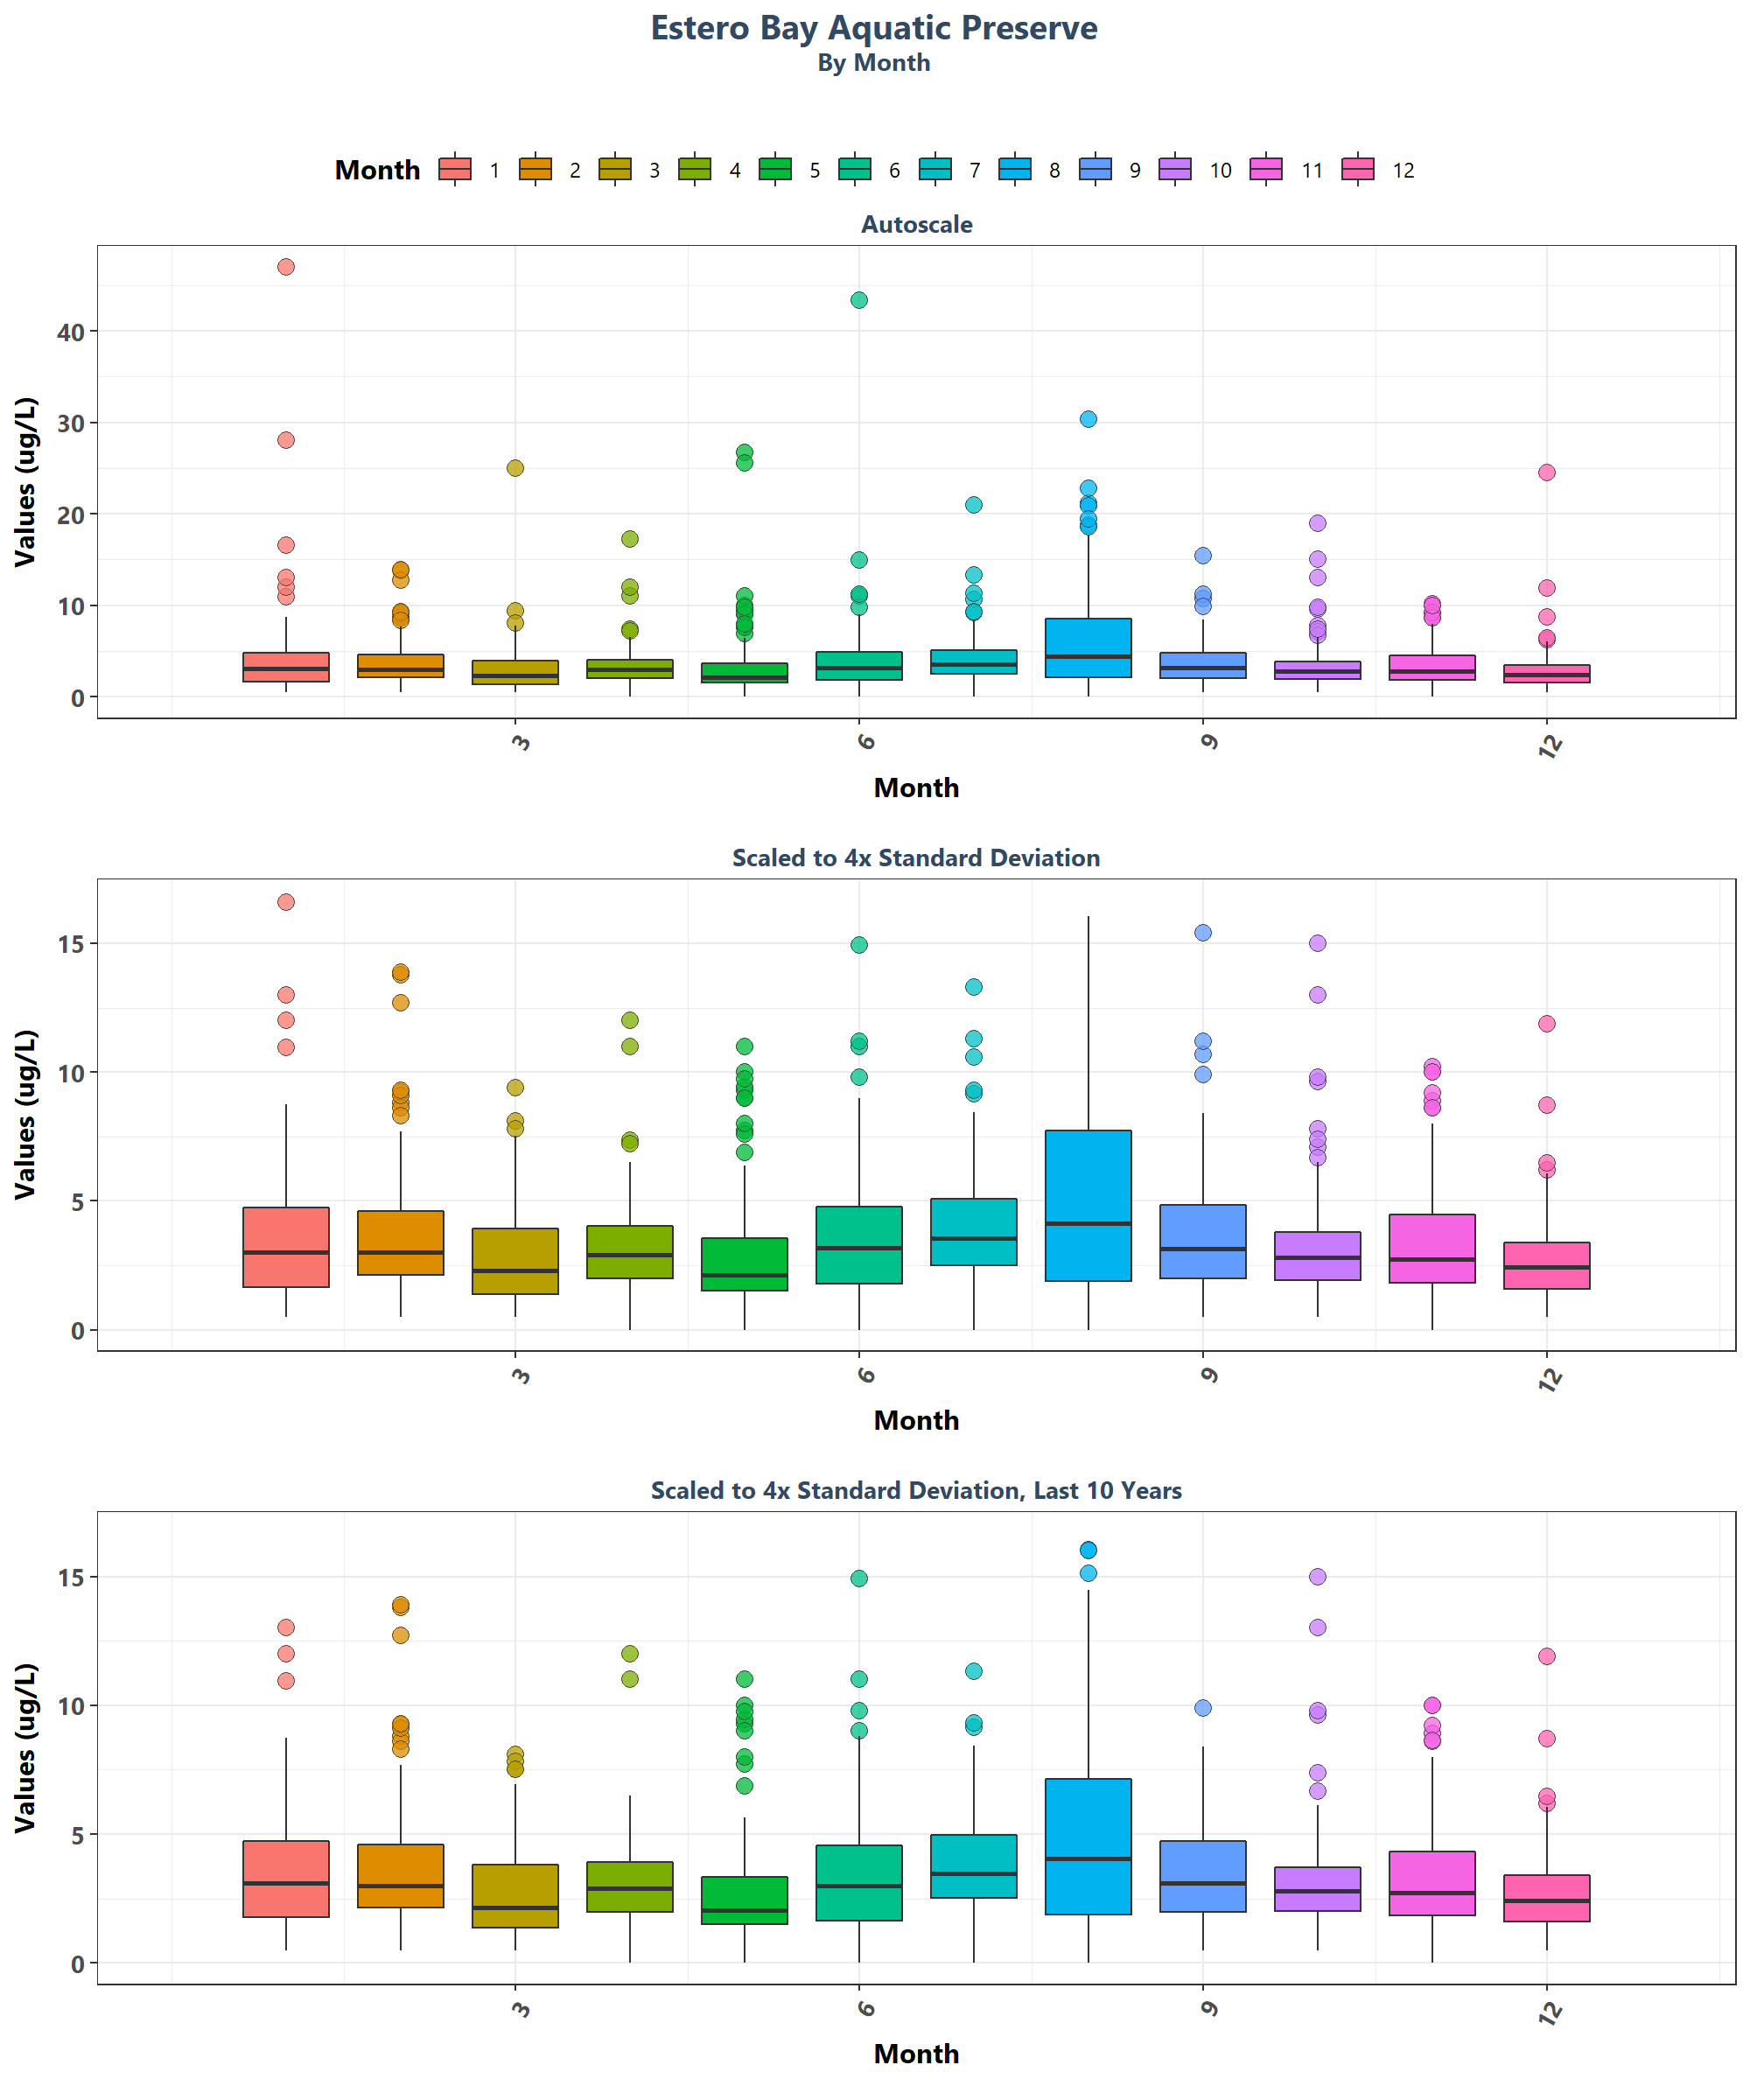 Estero Bay Aquatic Preserve
By Month
Month 1 2 3 4 5 6 7 8 9 10 11 12
Autoscale
Values (ug/L)
40
30
20
10
0
3 6 9 12
Month
Scaled to 4x Standard Deviation
Values (ug/L)
15
10
5
0
3 6 9 12
Month
Scaled to 4x Standard Deviation, Last 10 Years
Values (ug/L)
15
10
5
0
3 6 9 12
Month